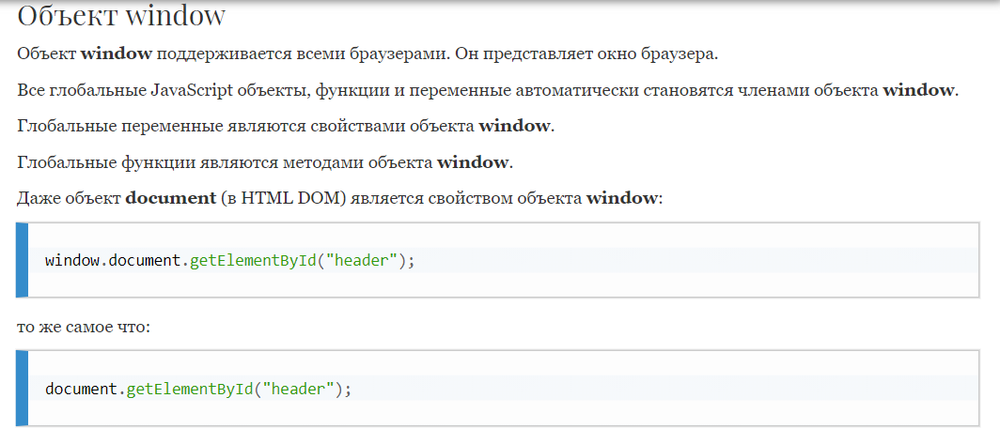 Объект window
Объект window поддерживается всеми браузерами. Он представляет окно браузера.
Все глобальные JavaScript объекты, функции и переменные автоматически становятся членами объекта window.
Глобальные переменные являются свойствами объекта window.
Глобальные функции являются методами объекта window.
Даже объект document (в HTML DOM) является свойством объекта window:
window.document.getElementById("header");
то же самое что:
document.getElementById("header");